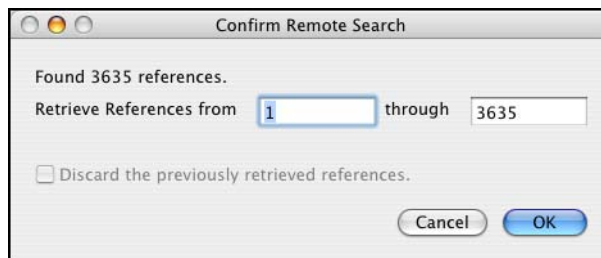 Confirm Remote Search
Found 3635 references.
Retrieve References from 1 through 3635
Discard the previously retrieved references.
Cancel OK